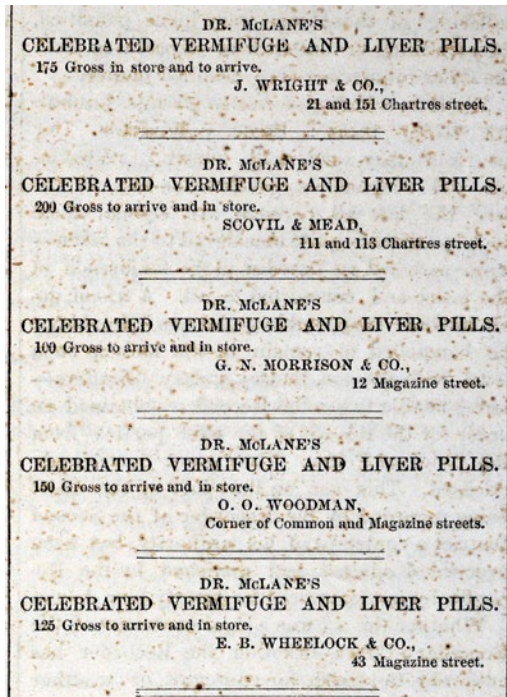 DR. McLANE'S
CELEBRATED VERMIFUGE AND LIVER PILLS.
175 Gross in store and to arrive.
J. WRIGHT & CO.,
21 and 151 Chartres street.
DR. McLANE'S
CELEBRATED VERMIFUGE AND LIVER PILLS.
200 Gross to arrive and in store.
SCOVIL & MEAD,
111 and 113 Chartres street.
DR. McLANE'S
CELEBRATED VERMIFUGE AND LIVER PILLS.
100 Gross to arrive and in store.
G. N. MORRISON & CO.,
12 Magazine street.
DR. McLANE'S
CELEBRATED VERMIFUGE AND LIVER PILLS.
150 Gross to arrive and in store.
O. O. WOODMAN,
Corner of Common and Magazine streets.
DR. McLANE'S
CELEBRATED VERMIFUGE AND LIVER PILLS.
125 Gross to arrive and in store.
E. B. WHEELOCK & CO.,
43 Magazine street.